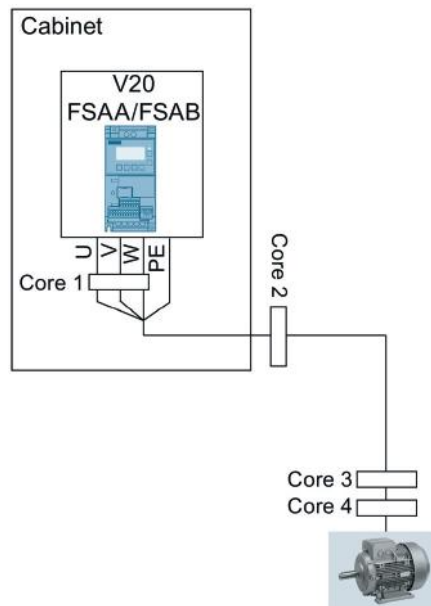 Cabinet
V20
FSAA/FSAB
U
V
W
PE
Core 1
Core 2
Core 3
Core 4